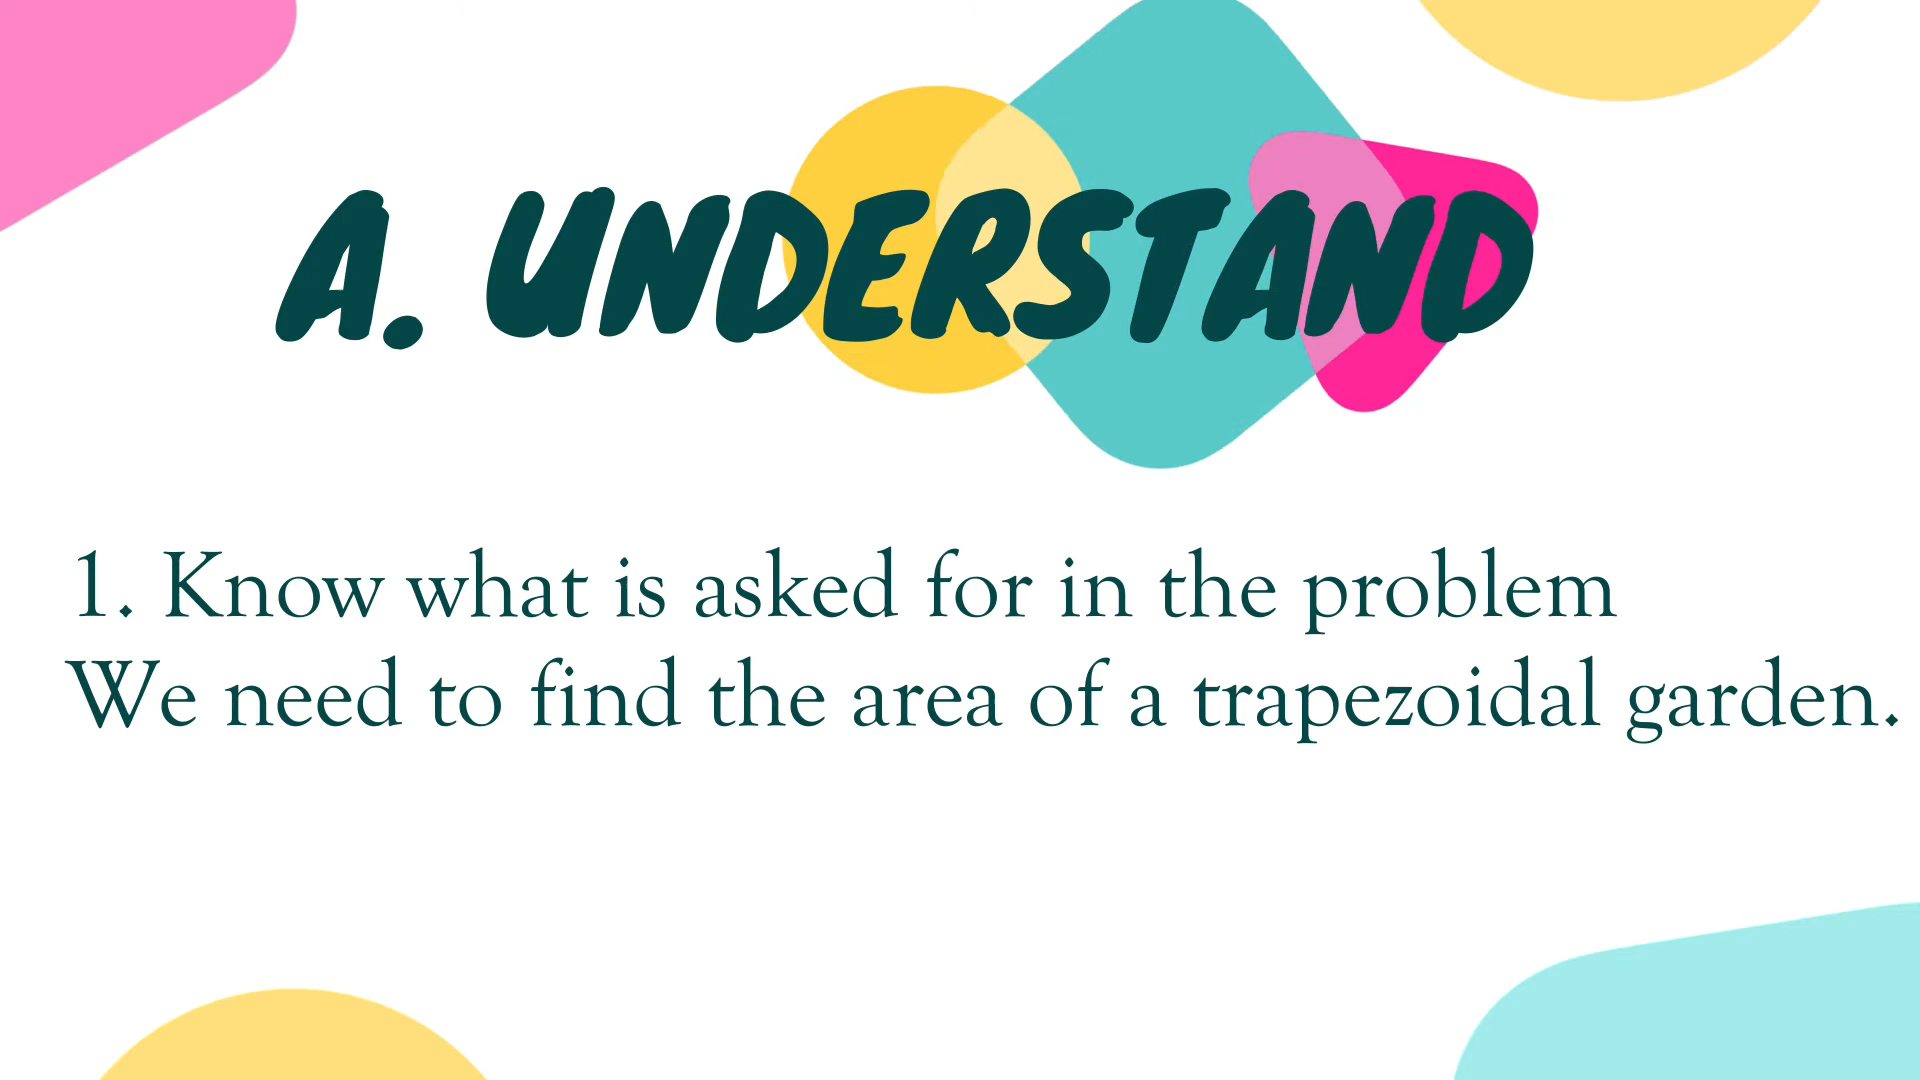 A. UNDERSTAND
1. Know what is asked for in the problem
We need to find the area of a trapezoidal garden.